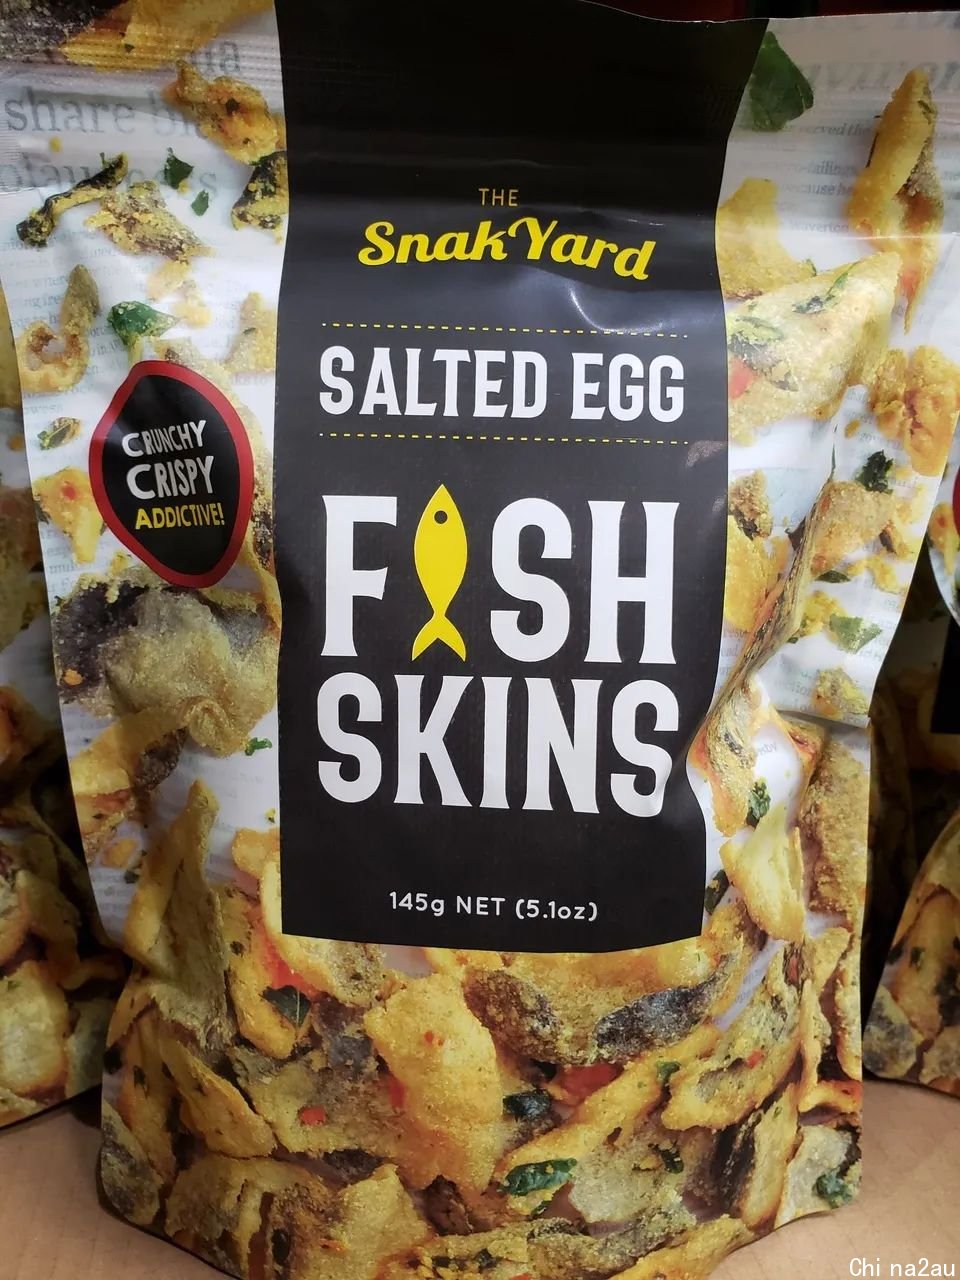 share
THE
SnakYard
SALTED EGG
CRUNCHY
CRISPY
ADDICTIVE!
FISH
SKINS
145g NET (5.1oz)
Chi na2au